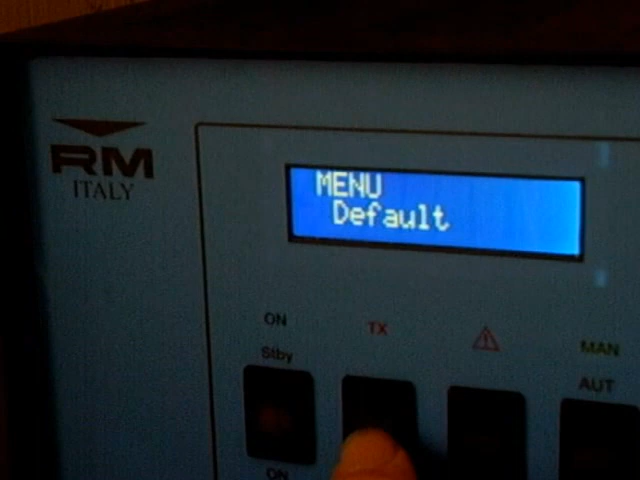 RM
ITALY
MENU
Default
ON
Stby
TX
MAN
AUT
ON